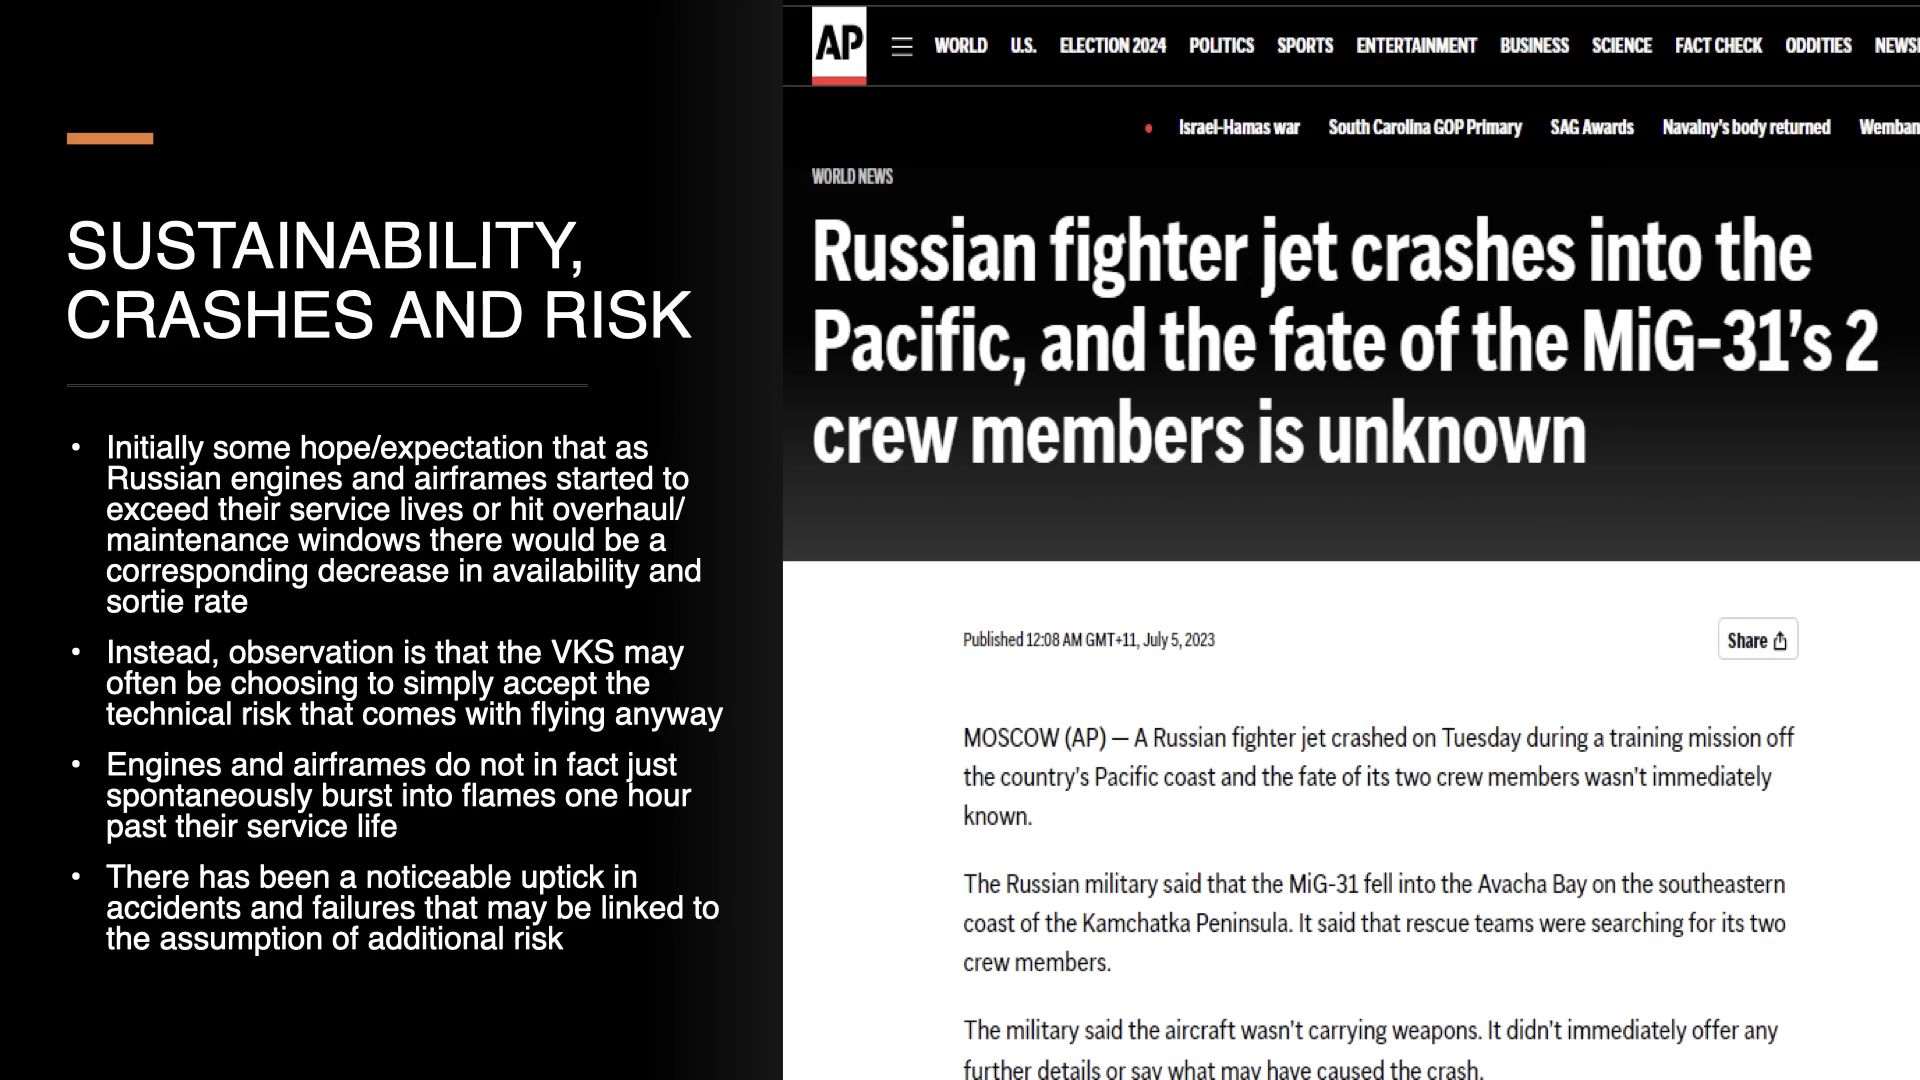 SUSTAINABILITY,
CRASHES AND RISK
• Initially some hope/expectation that as
Russian engines and airframes started to
exceed their service lives or hit overhaul/
maintenance windows there would be a
corresponding decrease in availability and
sortie rate
• Instead, observation is that the VKS may
often be choosing to simply accept the
technical risk that comes with flying anyway
• Engines and airframes do not in fact just
spontaneously burst into flames one hour
past their service life
• There has been a noticeable uptick in
accidents and failures that may be linked to
the assumption of additional risk
AP WORLD U.S. ELECTION 2024 POLITICS SPORTS ENTERTAINMENT BUSINESS SCIENCE FACT CHECK ODDITIES NEWS
Israel-Hamas war South Carolina GOP Primary SAG Awards Navalny's body returned Wemban
WORLD NEWS
Russian fighter jet crashes into the
Pacific, and the fate of the MiG-31’s 2
crew members is unknown
Published 12:08 AM GMT+11, July 5, 2023
Share
MOSCOW (AP) — A Russian fighter jet crashed on Tuesday during a training mission off
the country’s Pacific coast and the fate of its two crew members wasn’t immediately
known.
The Russian military said that the MiG-31 fell into the Avacha Bay on the southeastern
coast of the Kamchatka Peninsula. It said that rescue teams were searching for its two
crew members.
The military said the aircraft wasn’t carrying weapons. It didn’t immediately offer any
further details or say what may have caused the crash.